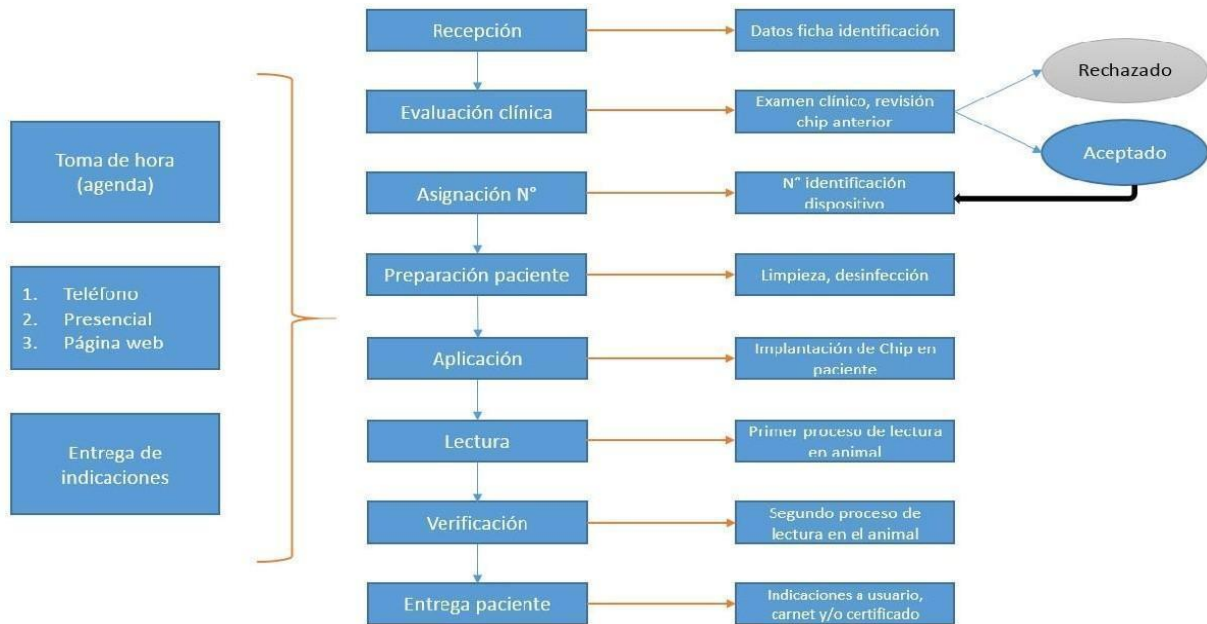 Toma de hora
(agenda)
1. Teléfono
2. Presencial
3. Página web
Entrega de
indicaciones
Recepción
Datos ficha identificación
Evaluación clínica
Examen clínico, revisión
chip anterior
Rechazado
Aceptado
Asignación N°
N° identificación
dispositivo
Preparación paciente
Limpieza, desinfección
Aplicación
Implantación de Chip en
paciente
Lectura
Primer proceso de lectura
en animal
Verificación
Segundo proceso de
lectura en el animal
Entrega paciente
Indicaciones a usuario,
carnet y/o certificado